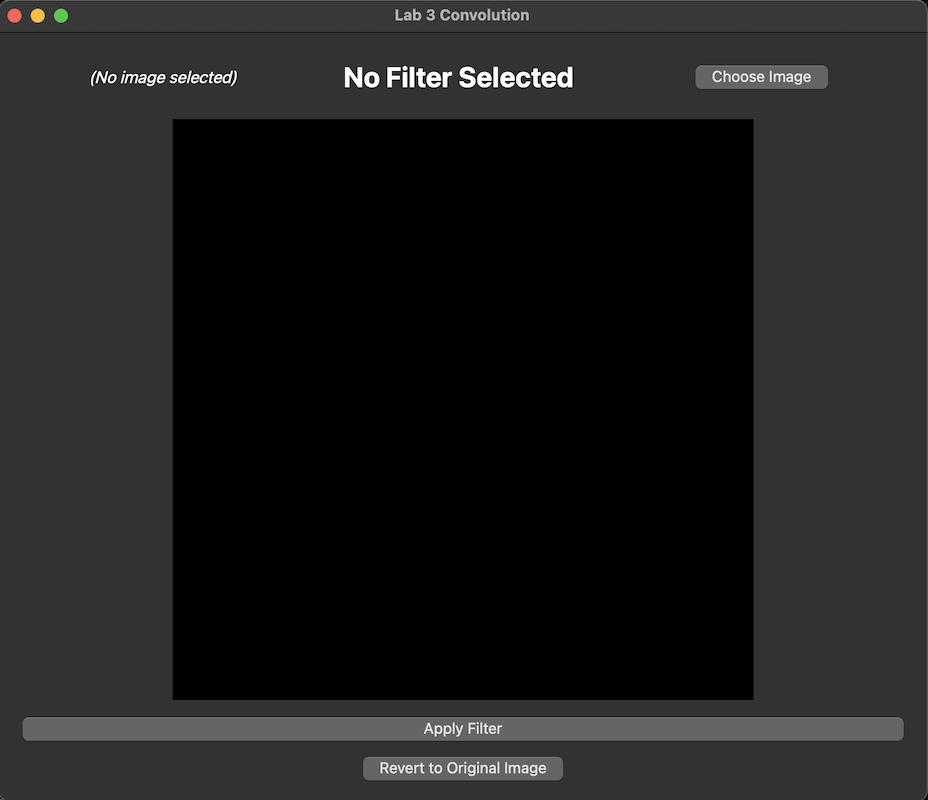 Lab 3 Convolution
(No image selected)
No Filter Selected
Choose Image
Apply Filter
Revert to Original Image